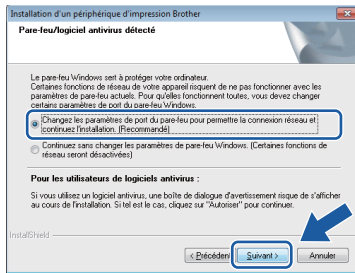 Installation d'un périphérique d'impression Brother
Pare-feu/logiciel antivirus détecté
Le pare-feu Windows sert à protéger votre ordinateur.
Certaines fonctions de réseau de votre appareil risquent de ne pas fonctionner avec les
paramètres de pare-feu actuels. Pour qu'elles fonctionnent toutes, vous devez changer
certains paramètres de port du pare-feu Windows.
Changez les paramètres de port du pare-feu pour permettre la connexion réseau et
continuez l'installation. (Recommandé)
Continuez sans changer les paramètres de pare-feu Windows. (Certaines fonctions de
réseau seront désactivées)
Pour les utilisateurs de logiciels antivirus :
Si vous utilisez un logiciel antivirus, une boîte de dialogue d'avertissement risque de s'afficher
au cours de l'installation. Si tel est le cas, cliquez sur "Autoriser" pour continuer.
InstallShield
< Précédent Suivant > Annuler